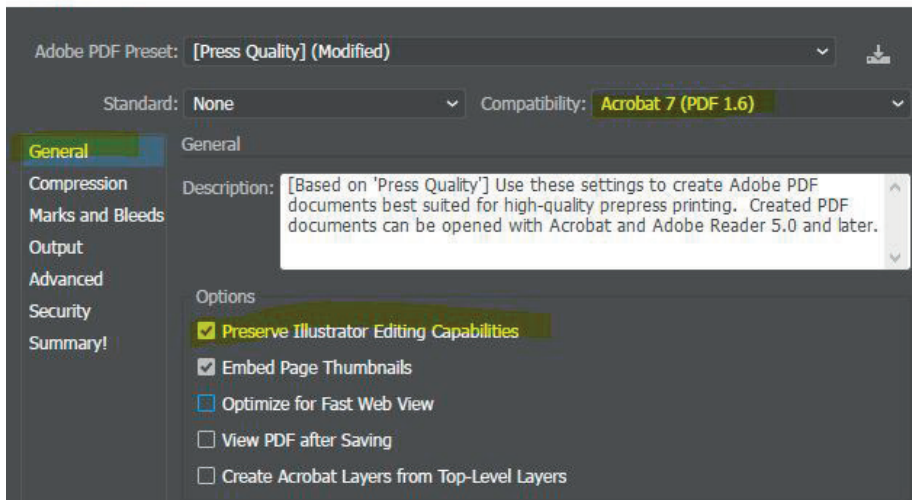 Adobe PDF Preset: [Press Quality] (Modified)
Standard: None Compatibility: Acrobat 7 (PDF 1.6)
General
Compression
Marks and Bleeds
Output
Advanced
Security
Summary!
General
Description: [Based on 'Press Quality'] Use these settings to create Adobe PDF
documents best suited for high-quality prepress printing. Created PDF
documents can be opened with Acrobat and Adobe Reader 5.0 and later.
Options
Preserve Illustrator Editing Capabilities
Embed Page Thumbnails
Optimize for Fast Web View
View PDF after Saving
Create Acrobat Layers from Top-Level Layers